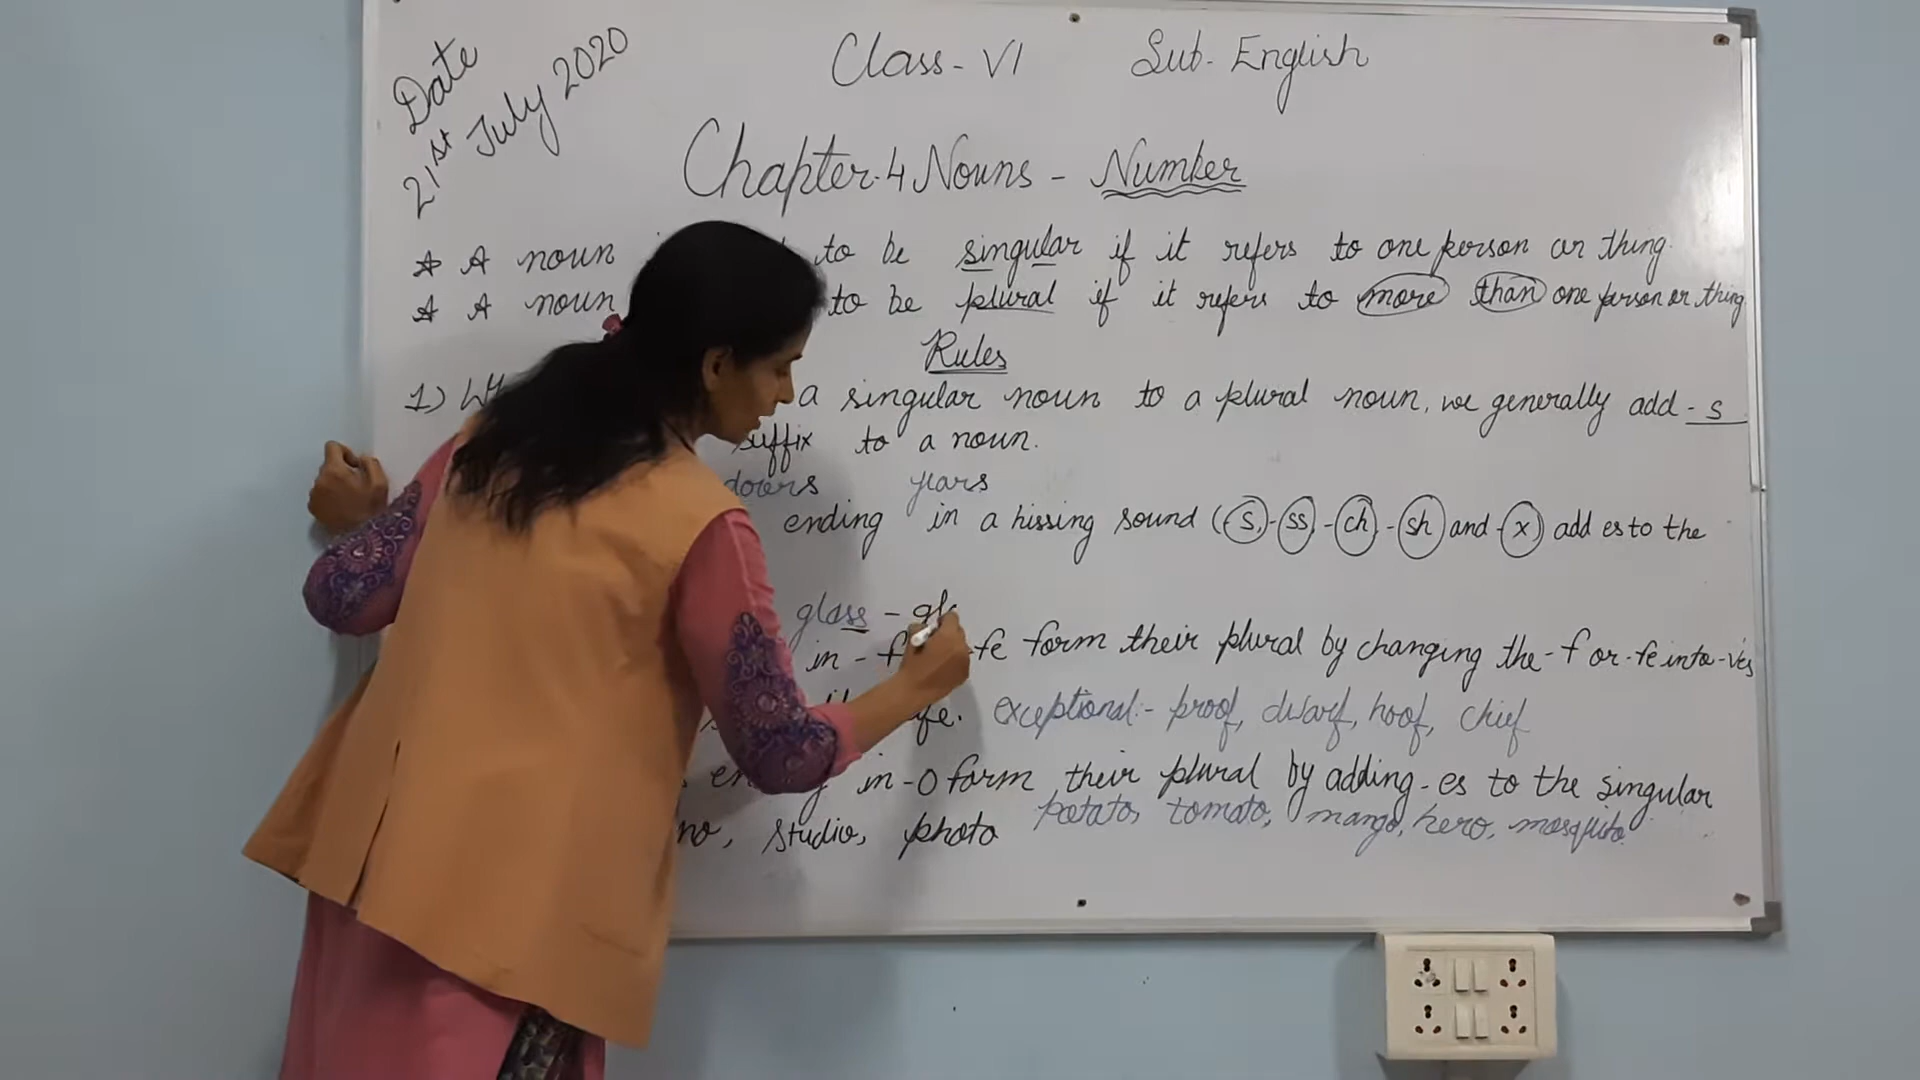 Date
21st July 2020
Class - VI Sub - English
Chapter-4 Nouns - Number
A noun to be singular if it refers to one person or thing.
A noun to be plural if it refers to more than one person or thing
Rules
1) a singular noun to a plural noun, we generally add - s
suffix to a noun.
years
ending in a hissing sound (-s, -ss, -ch, -sh and -x) add es to the
glass - gl
in - f fe form their plural by changing the -f or -fe into -ves
exceptional:- proof, dwarf, hoof, chief
in -o form their plural by adding -es to the singular
studio, photo potato, tomato, mango, hero, mosquito.